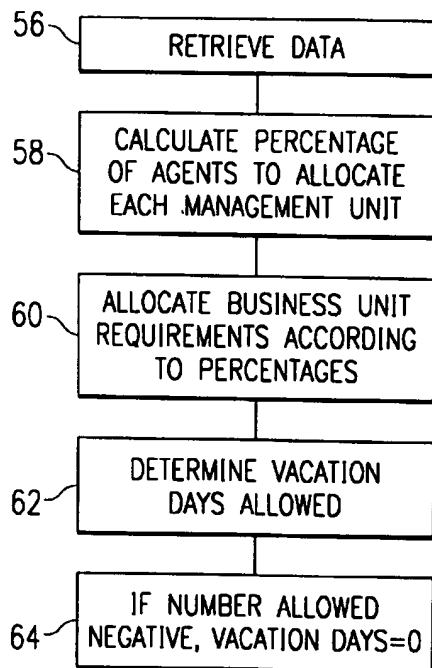 56
RETRIEVE DATA
58
CALCULATE PERCENTAGE
OF AGENTS TO ALLOCATE
EACH MANAGEMENT UNIT
60
ALLOCATE BUSINESS UNIT
REQUIREMENTS ACCORDING
TO PERCENTAGES
62
DETERMINE VACATION
DAYS ALLOWED
64
IF NUMBER ALLOWED
NEGATIVE, VACATION DAYS=0